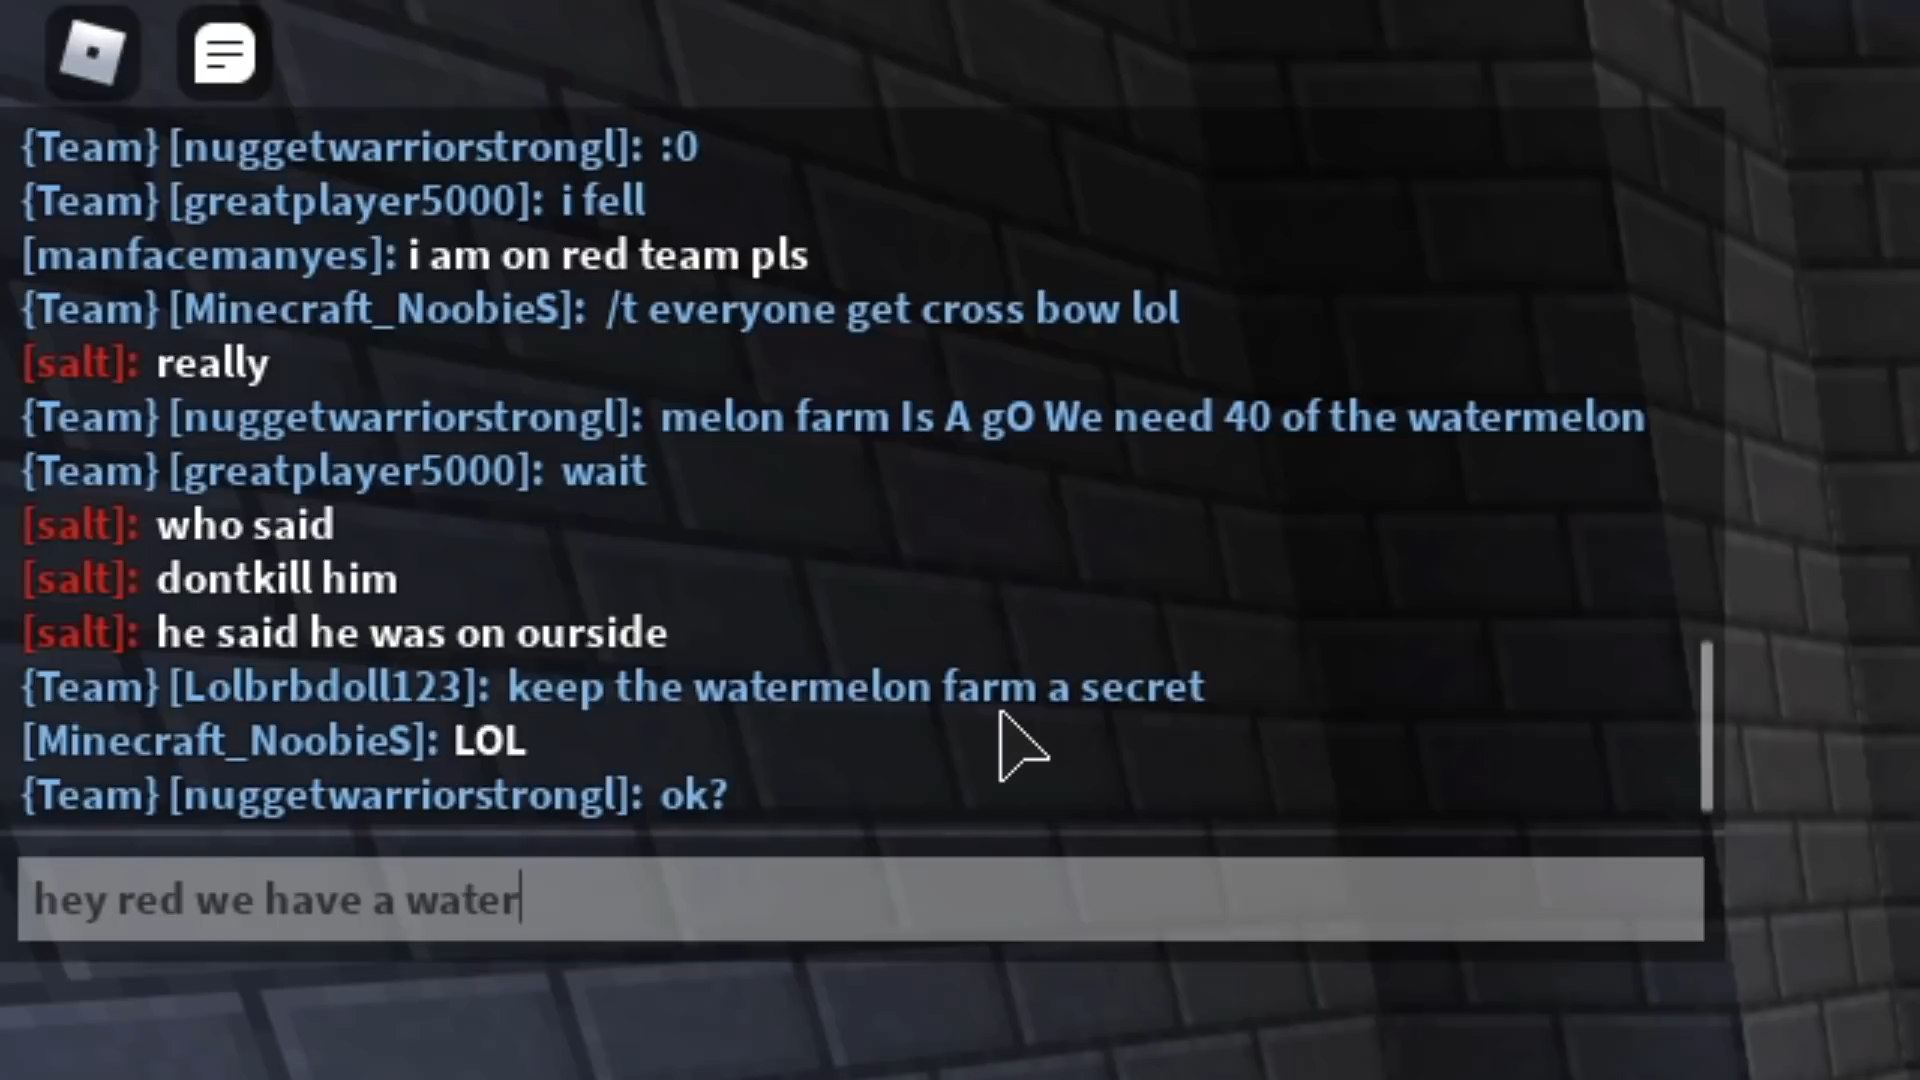 {Team} [nuggetwarriorstrongl]: :0
{Team} [greatplayer5000]: i fell
[manfacemanyes]: i am on red team pls
{Team} [Minecraft_NoobieS]: /t everyone get cross bow lol
[salt]: really
{Team} [nuggetwarriorstrongl]: melon farm Is A gO We need 40 of the watermelon
{Team} [greatplayer5000]: wait
[salt]: who said
[salt]: dontkill him
[salt]: he said he was on ourside
{Team} [Lolbrbdoll123]: keep the watermelon farm a secret
[Minecraft_NoobieS]: LOL
{Team} [nuggetwarriorstrongl]: ok?
hey red we have a water